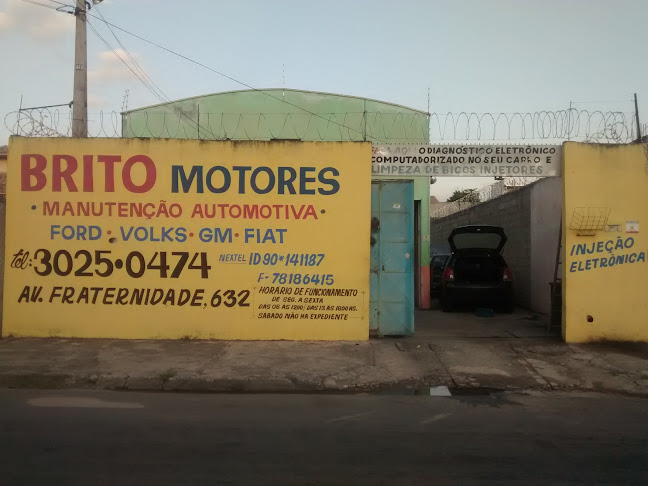 BRITO MOTORES
• MANUTENÇÃO AUTOMOTIVA •
FORD • VOLKS • GM • FIAT
tel: 3025•0474
NEXTEL ID 90*141187
F- 78186415
AV. FRATERNIDADE, 632
HORÁRIO DE FUNCIONAMENTO
DE SEG. A SEXTA
SABADO NÃO HA EXPEDIENTE
O DIAGNOSTICO ELETRÔNICO
COMPUTADORIZADO NO SEU CARRO E
LIMPEZA DE BICOS INJETORES
INJEÇÃO
ELETRÔNICA